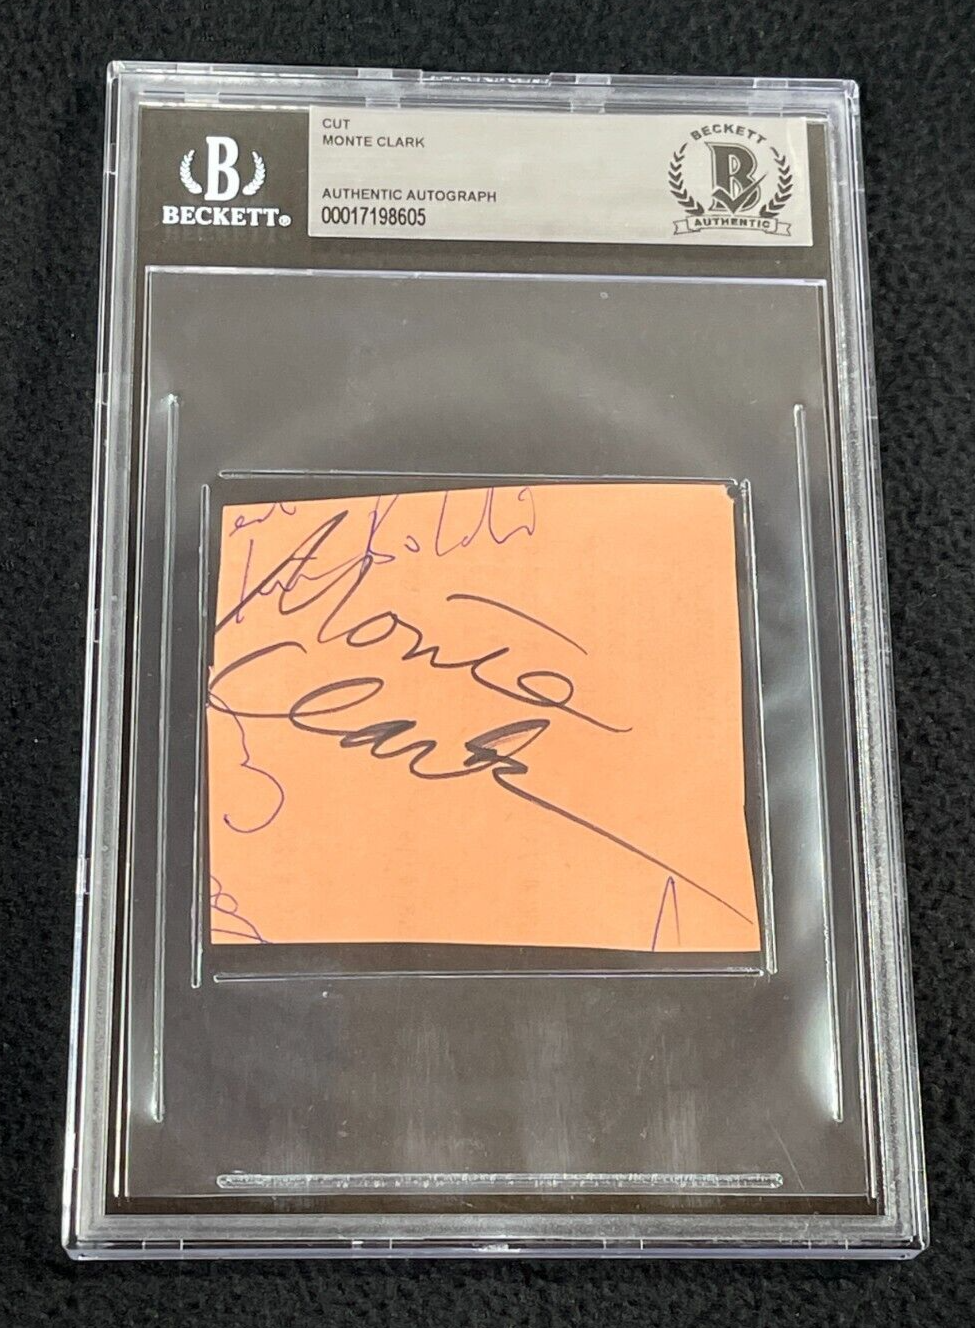 B
BECKETT®
CUT
MONTE CLARK
AUTHENTIC AUTOGRAPH
00017198605
BECKETT
B
AUTHENTIC
Monte
Clark